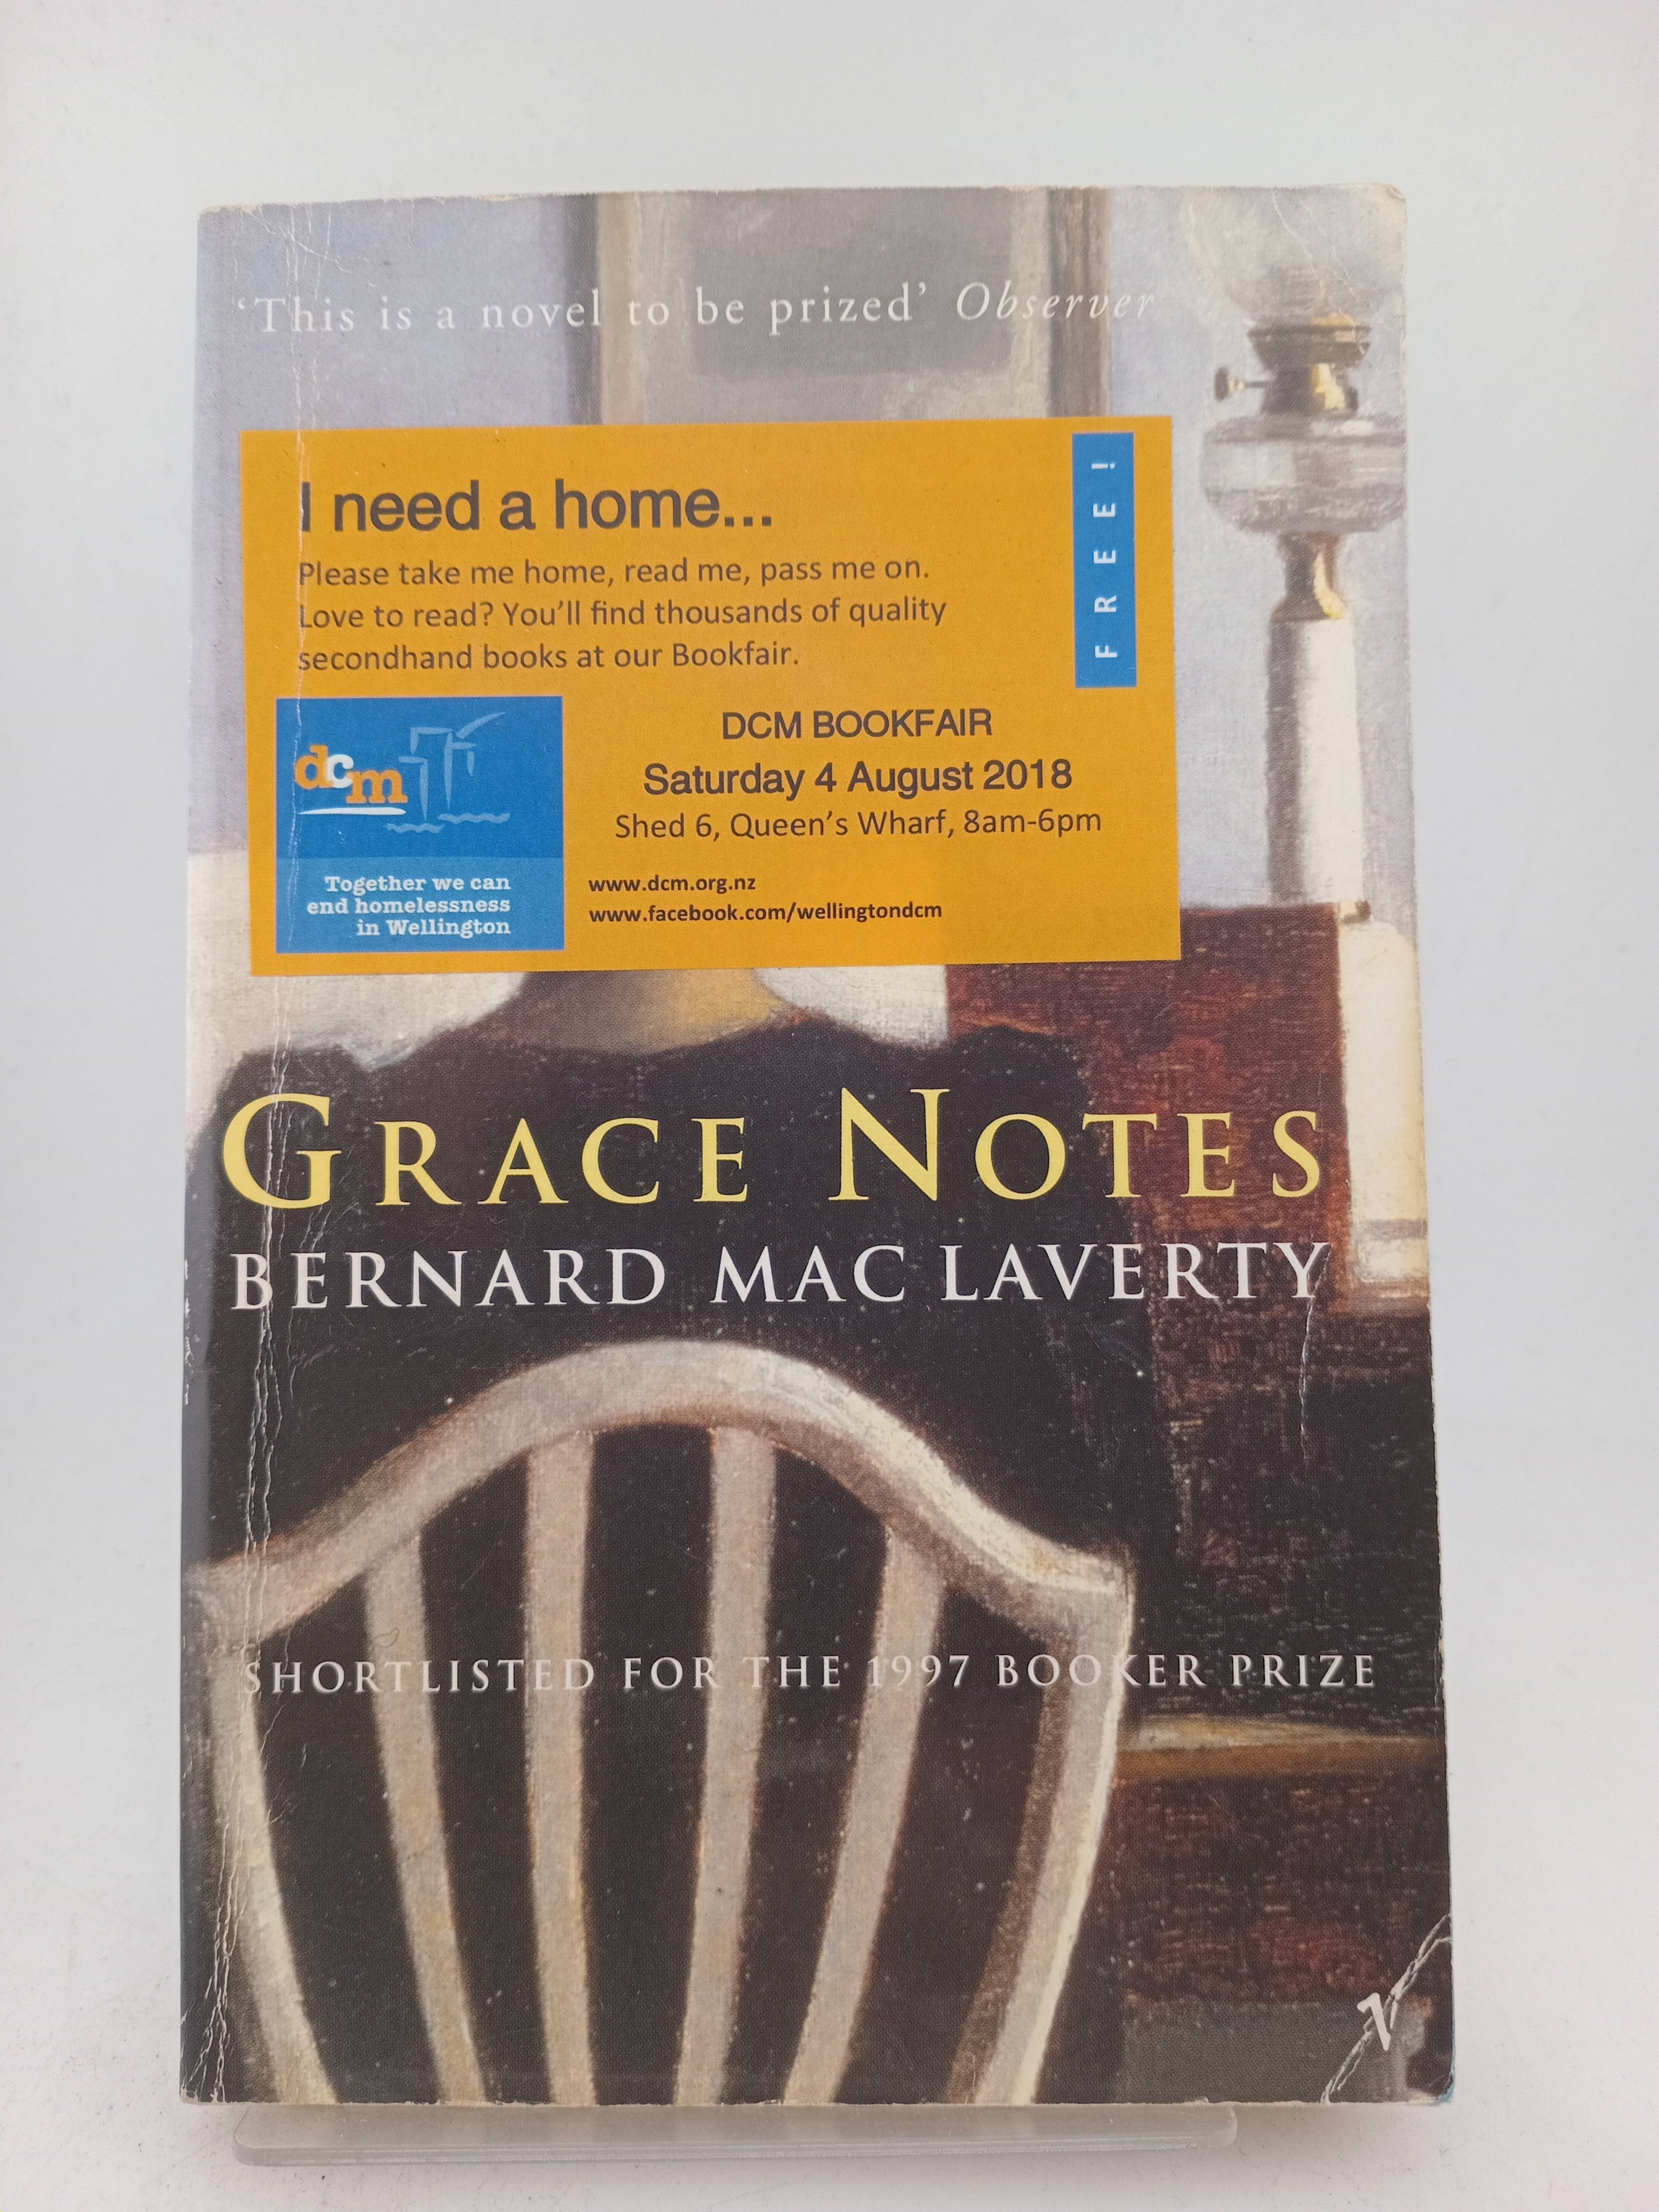 ‘This is a novel to be prized’ Observer
I need a home...
Please take me home, read me, pass me on.
Love to read? You’ll find thousands of quality
secondhand books at our Bookfair.
FREE!
DCM BOOKFAIR
Saturday 4 August 2018
Shed 6, Queen’s Wharf, 8am-6pm
www.dcm.org.nz
www.facebook.com/wellingtondcm
dcm
Together we can
end homelessness
in Wellington
GRACE NOTES
BERNARD MAC LAVERTY
SHORTLISTED FOR THE 1997 BOOKER PRIZE
V